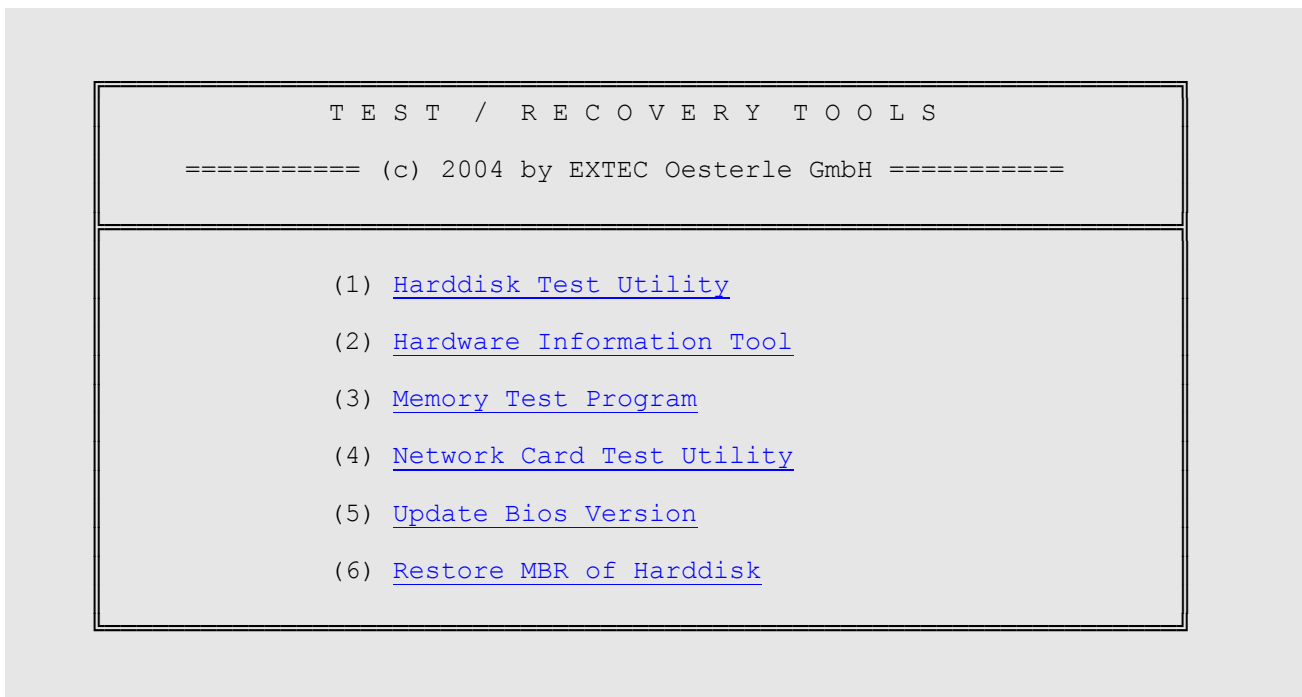 T E S T / R E C O V E R Y T O O L S
=========== (c) 2004 by EXTEC Oesterle GmbH ===========
(1) Harddisk Test Utility
(2) Hardware Information Tool
(3) Memory Test Program
(4) Network Card Test Utility
(5) Update Bios Version
(6) Restore MBR of Harddisk